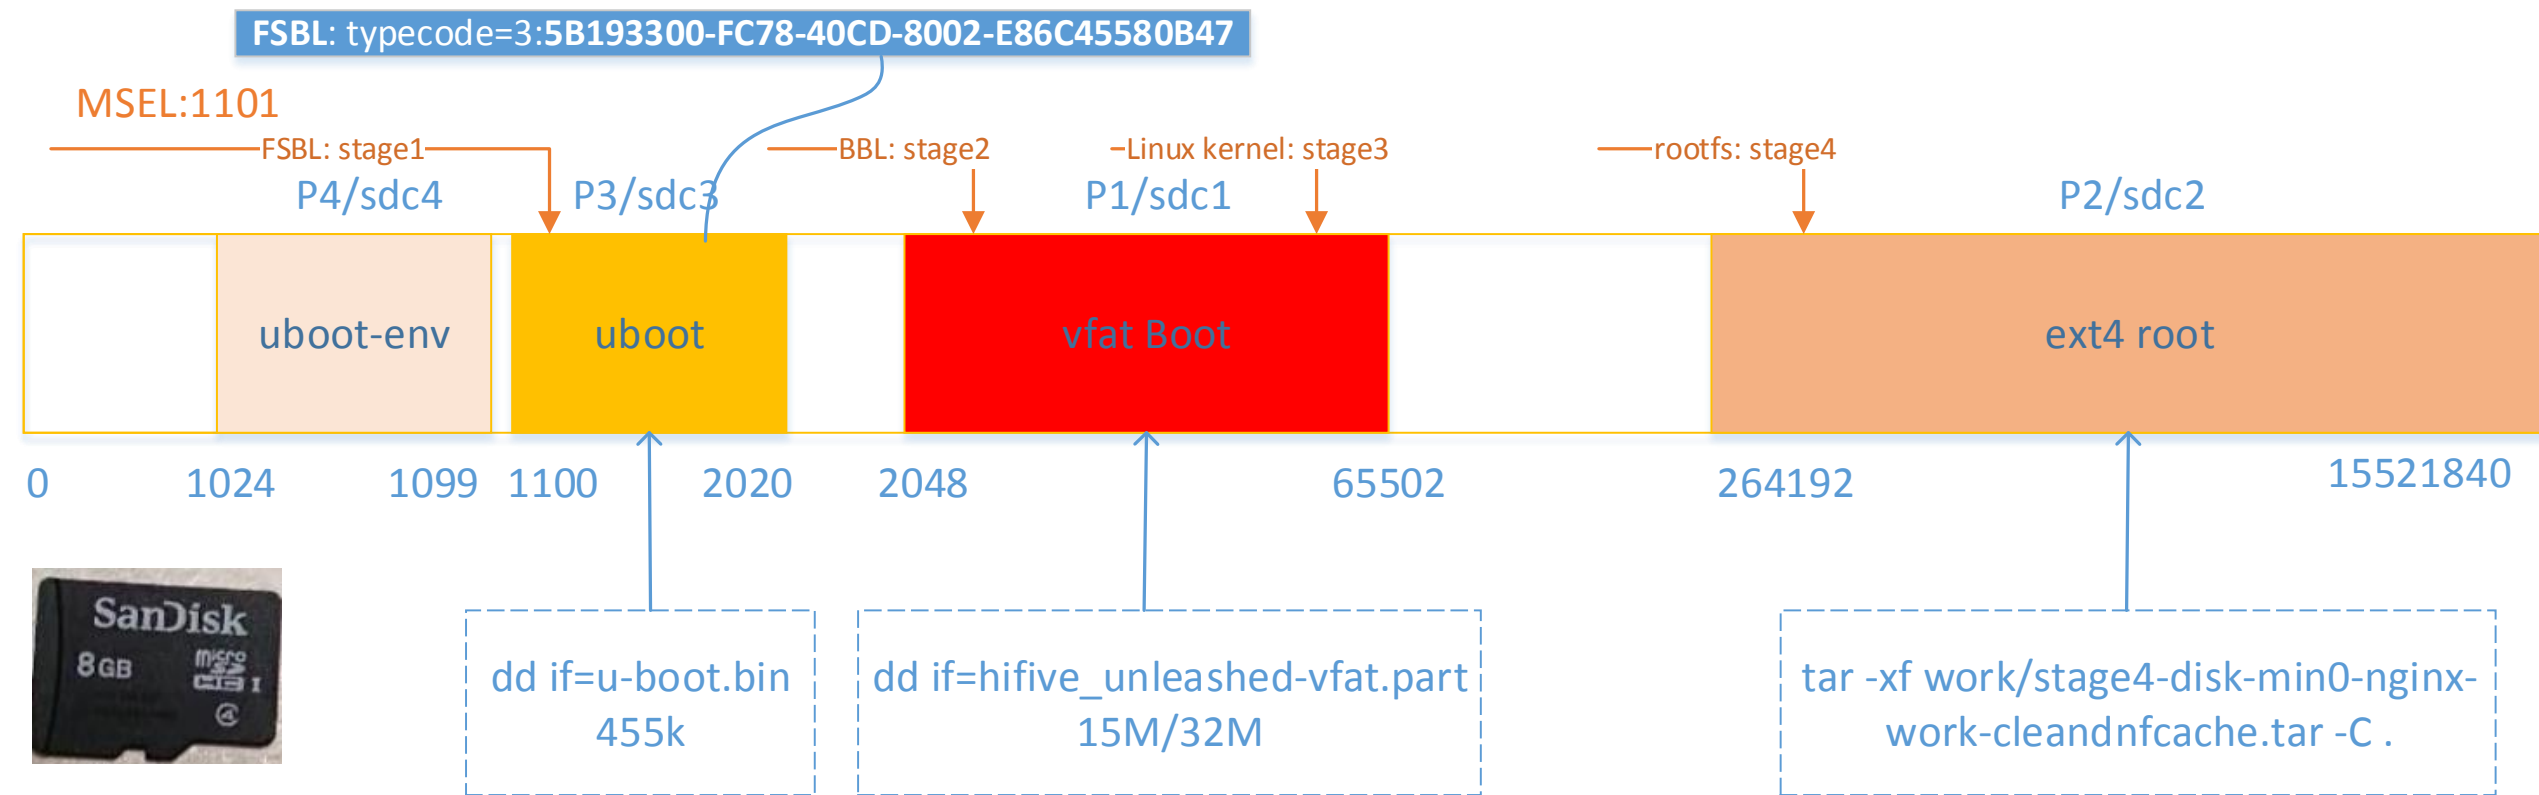 FSBL: typecode=3:5B193300-FC78-40CD-8002-E86C45580B47
MSEL:1101
FSBL: stage1
BBL: stage2
Linux kernel: stage3
rootfs: stage4
P4/sdc4
P3/sdc3
P1/sdc1
P2/sdc2
uboot-env
uboot
vfat Boot
ext4 root
0
1024
1099
1100
2020
2048
65502
264192
15521840
SanDisk
8GB
micro
I
4
dd if=u-boot.bin
455k
dd if=hifive_unleashed-vfat.part
15M/32M
tar -xf work/stage4-disk-min0-nginx-
work-cleandnfcache.tar -C .